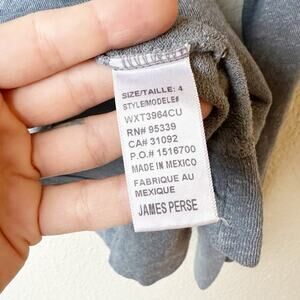 SIZE/TAILLE: 4
STYLE/MODELE#
WXT3964CU
RN# 95339
CA# 31092
P.O.# 1516700
MADE IN MEXICO
FABRIQUE AU
MEXIQUE
JAMES PERSE